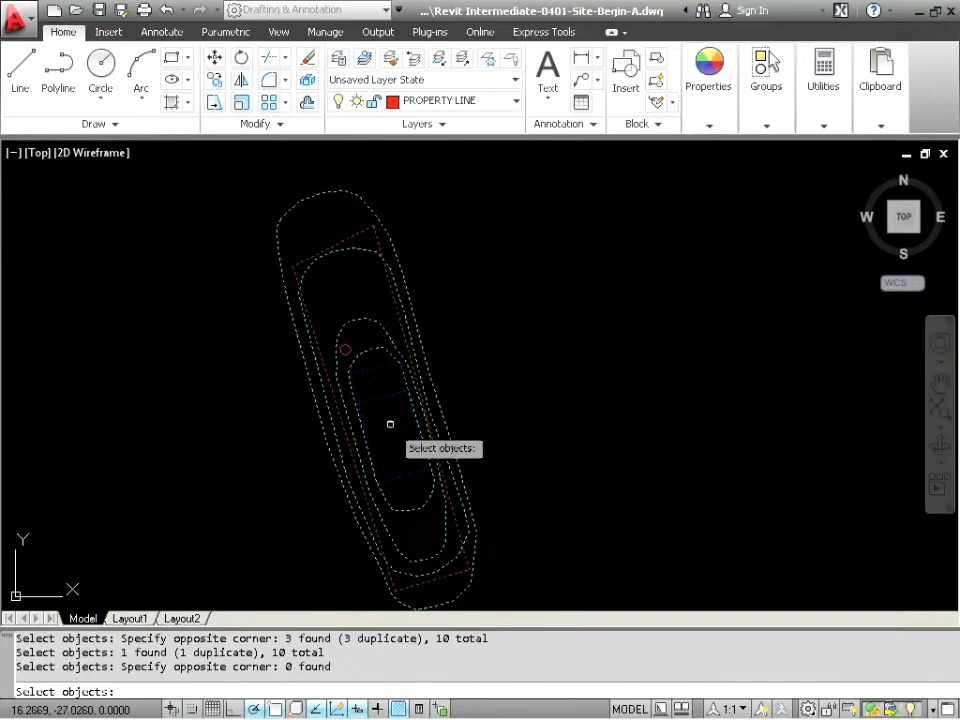 Drafting & Annotation
...\Revit Intermediate-0401-Site-Begin-A.dwg
Sign In
Home Insert Annotate Parametric View Manage Output Plug-ins Online Express Tools
Line Polyline Circle Arc
Unsaved Layer State
PROPERTY LINE
Text
Insert
Properties Groups Utilities Clipboard
Draw Modify Layers Annotation Block
[−] [Top] [2D Wireframe]
N
W TOP E
S
WCS
Select objects:
Y
X
Model Layout1 Layout2
Select objects: Specify opposite corner: 3 found (3 duplicate), 10 total
Select objects: 1 found (1 duplicate), 10 total
Select objects: Specify opposite corner: 0 found
Select objects:
16.2669, -27.0260, 0.0000
MODEL
1:1